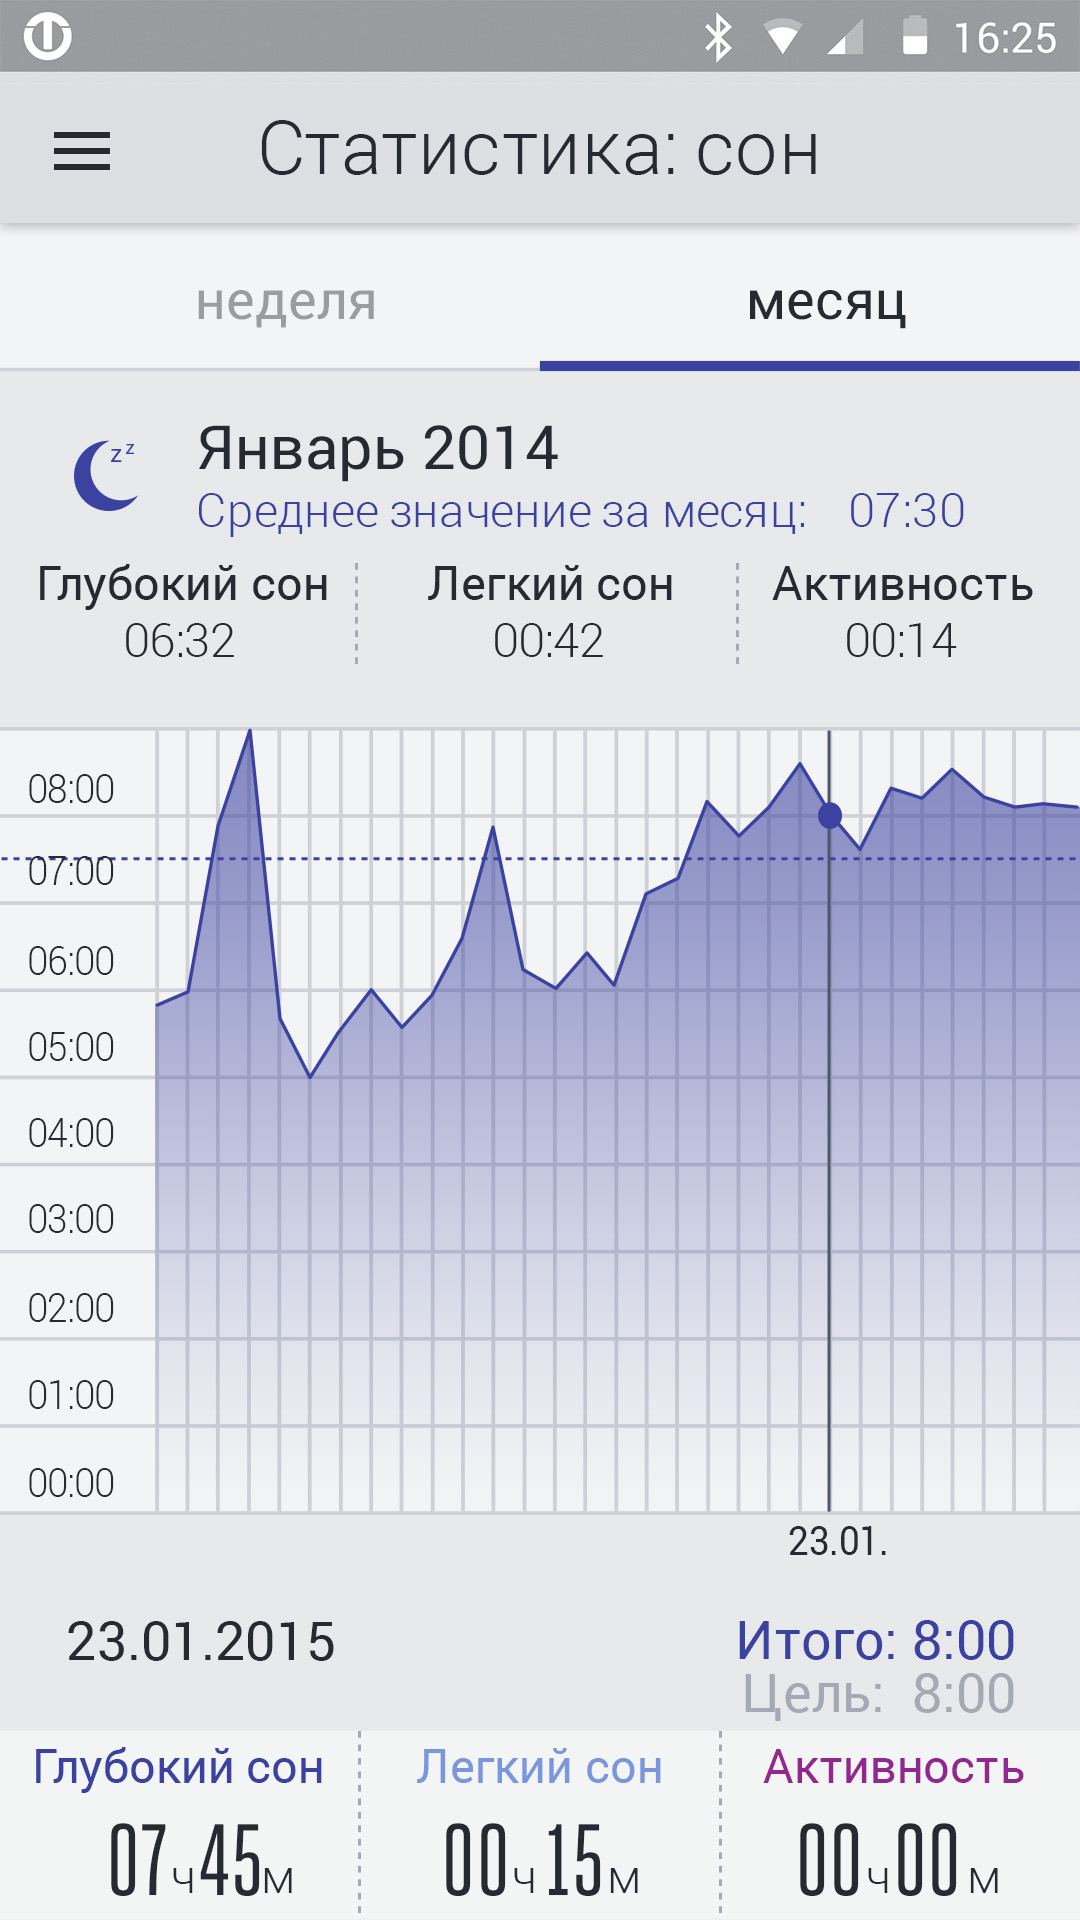 16:25
Статистика: сон
неделя месяц
z z
Январь 2014
Среднее значение за месяц: 07:30
Глубокий сон Легкий сон Активность
06:32 00:42 00:14
08:00
07:00
06:00
05:00
04:00
03:00
02:00
01:00
00:00
23.01.
23.01.2015 Итого: 8:00
Цель: 8:00
Глубокий сон Легкий сон Активность
07ч45м 00ч15м 00ч00м